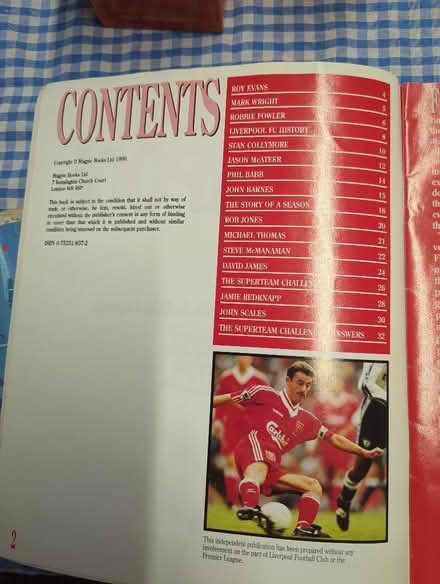 CONTENTS
Copyright © Magpie Books Ltd 1996
Magpie Books Ltd
7 Kensington Church Court
London W8 4SP
This book is subject to the condition that it shall not by way of
trade or otherwise, be lent, resold, hired out or otherwise
circulated without the publisher's consent in any form of binding
or cover than that which it is published and without similar
condition being imposed on the subsequent purchaser.
ISBN 0-75252 837-2
ROY EVANS 4
MARK WRIGHT 5
ROBBIE FOWLER 6
LIVERPOOL FC HISTORY 8
STAN COLLYMORE 10
JASON McATEER 12
PHIL BABB 14
JOHN BARNES 15
THE STORY OF A SEASON 16
ROB JONES 20
MICHAEL THOMAS 21
STEVE McMANAMAN 22
DAVID JAMES 24
THE SUPERTEAM CHALLEN 26
JAMIE REDKNAPP 28
JOHN SCALES 30
THE SUPERTEAM CHALLEN ANSWERS 32
Carlsberg
This independent publication has been prepared without any
involvement on the part of Liverpool Football Club or the
Premier League.
2